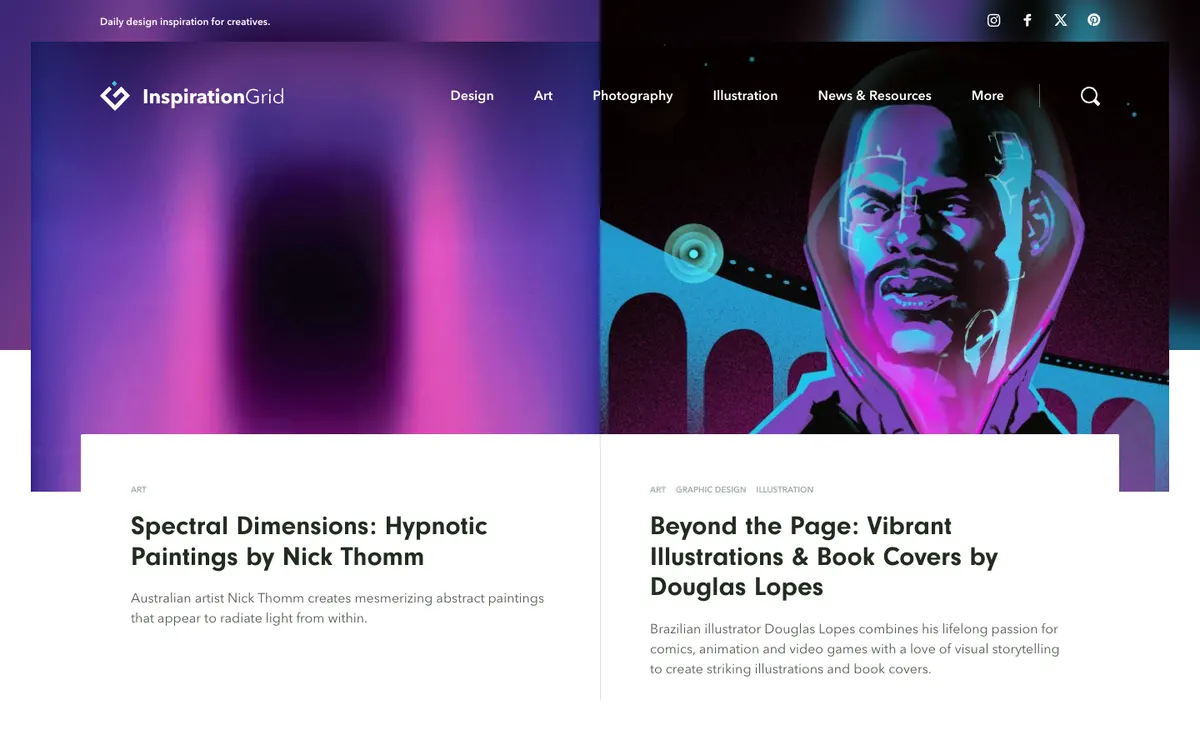 Daily design inspiration for creatives.
InspirationGrid
Design Art Photography Illustration News & Resources More
ART
Spectral Dimensions: Hypnotic
Paintings by Nick Thomm
Australian artist Nick Thomm creates mesmerizing abstract paintings
that appear to radiate light from within.
ART GRAPHIC DESIGN ILLUSTRATION
Beyond the Page: Vibrant
Illustrations & Book Covers by
Douglas Lopes
Brazilian illustrator Douglas Lopes combines his lifelong passion for
comics, animation and video games with a love of visual storytelling
to create striking illustrations and book covers.